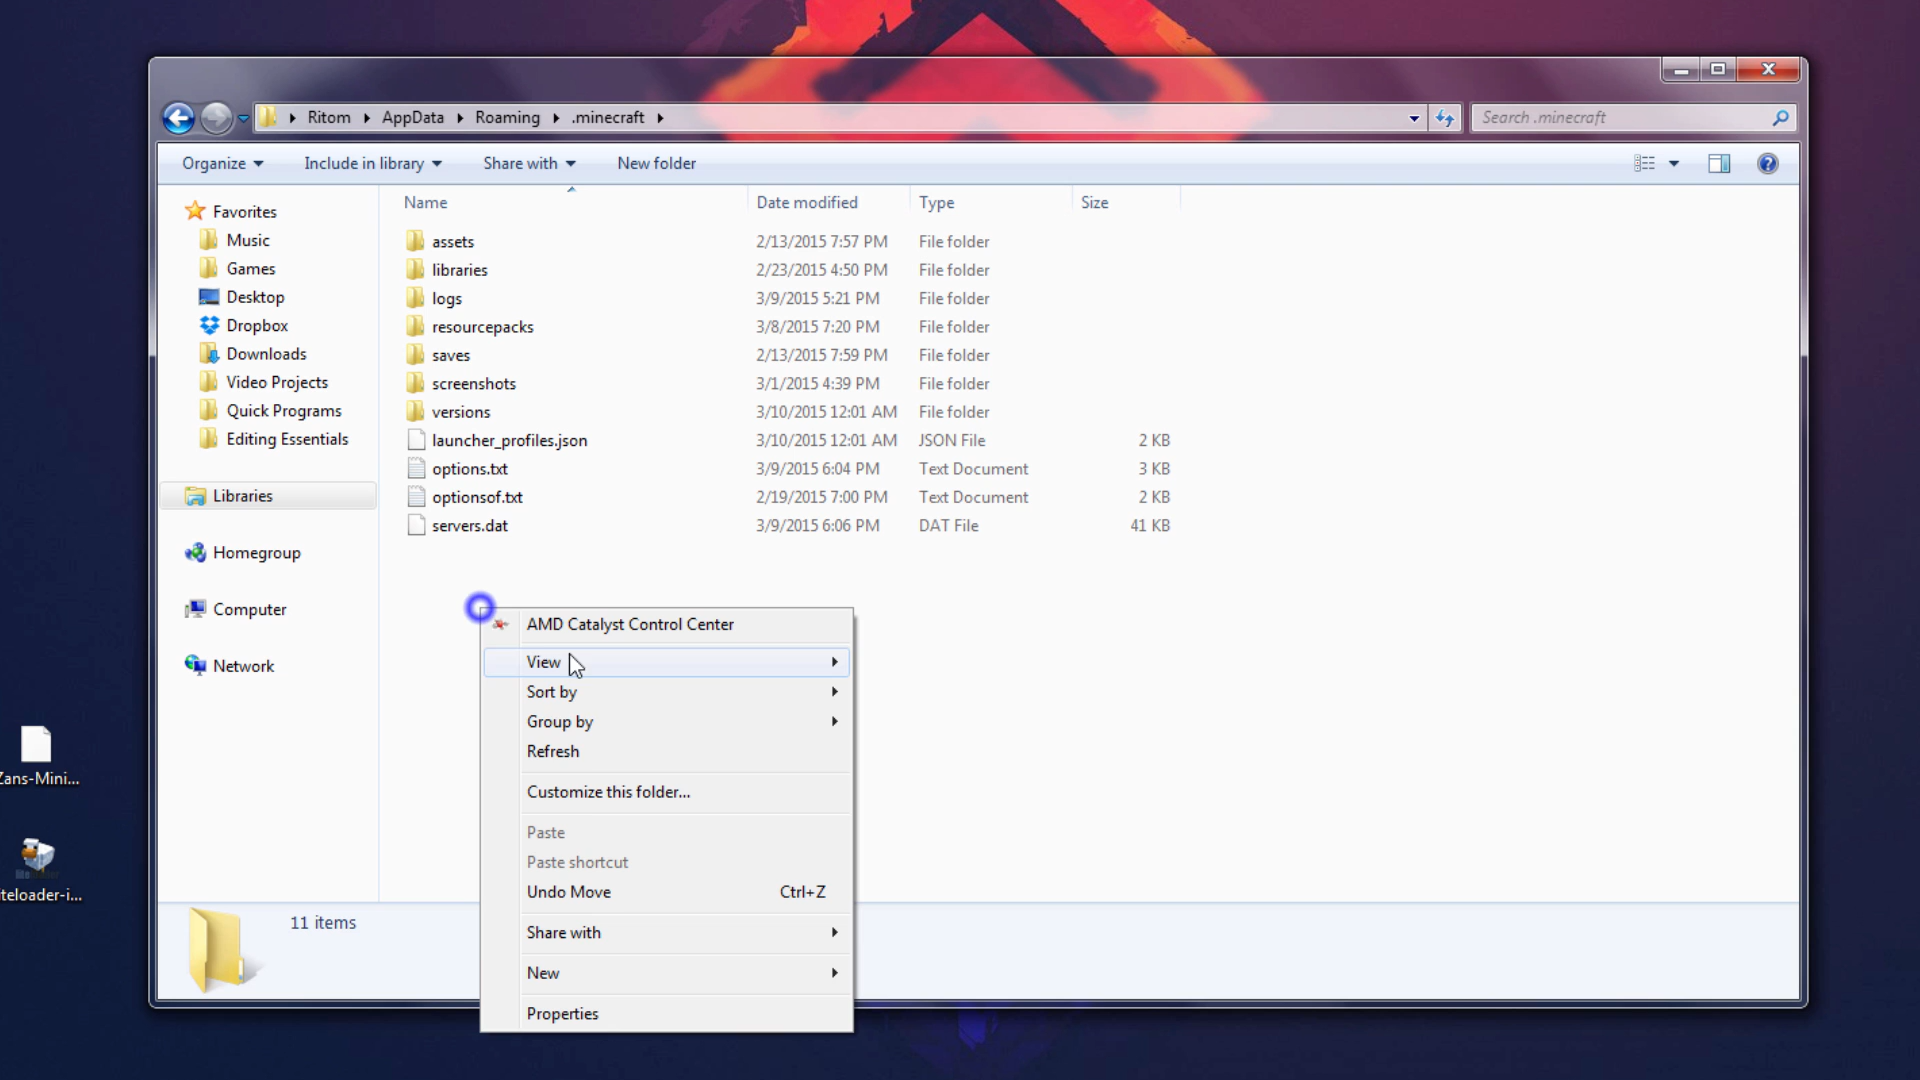 Ritom AppData Roaming .minecraft
Search .minecraft
Organize Include in library Share with New folder
Name Date modified Type Size
Favorites
Music
Games
Desktop
Dropbox
Downloads
Video Projects
Quick Programs
Editing Essentials
Libraries
Homegroup
Computer
Network
assets 2/13/2015 7:57 PM File folder
libraries 2/23/2015 4:50 PM File folder
logs 3/9/2015 5:21 PM File folder
resourcepacks 3/8/2015 7:20 PM File folder
saves 2/13/2015 7:59 PM File folder
screenshots 3/1/2015 4:39 PM File folder
versions 3/10/2015 12:01 AM File folder
launcher_profiles.json 3/10/2015 12:01 AM JSON File 2 KB
options.txt 3/9/2015 6:04 PM Text Document 3 KB
optionsof.txt 2/19/2015 7:00 PM Text Document 2 KB
servers.dat 3/9/2015 6:06 PM DAT File 41 KB
AMD Catalyst Control Center
View
Sort by
Group by
Refresh
Customize this folder...
Paste
Paste shortcut
Undo Move Ctrl+Z
Share with
New
Properties
11 items
Zans-Mini...
iteloader-i...